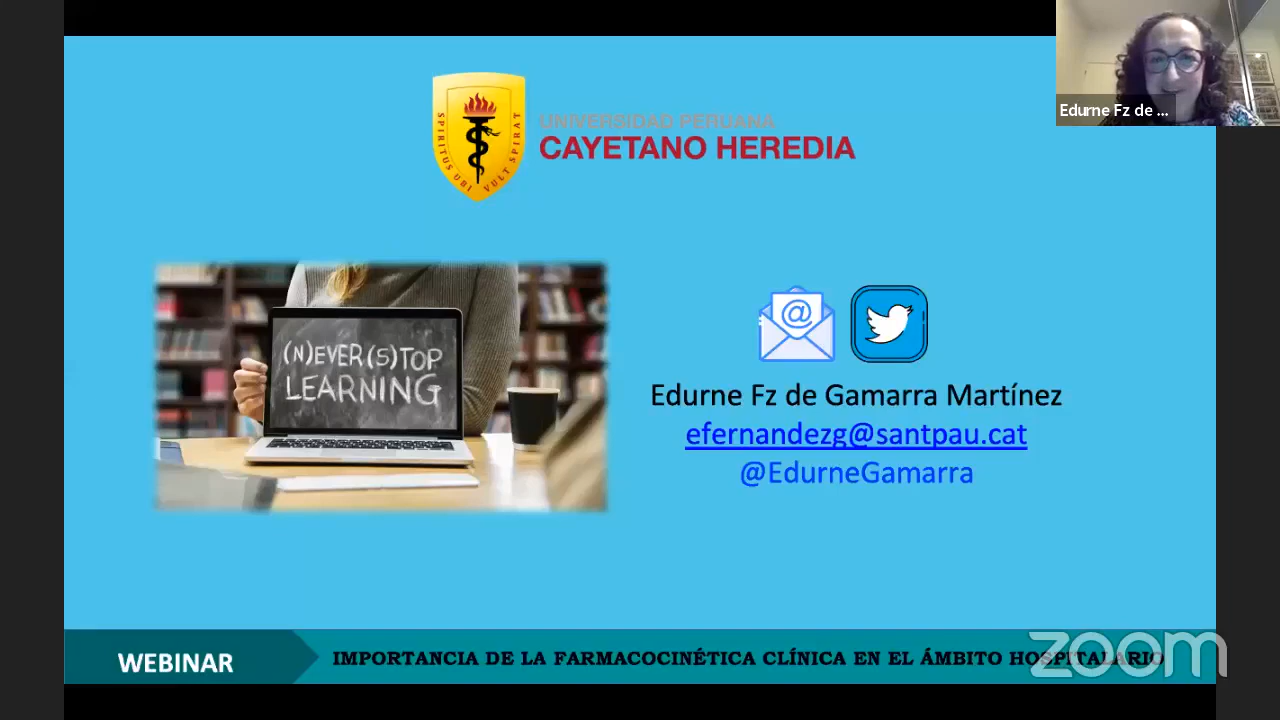 Edurne Fz de ...
SPIRITUS UBI VULT SPIRAT
UNIVERSIDAD PERUANA
CAYETANO HEREDIA
(N)EVER (S)TOP
LEARNING
@
Edurne Fz de Gamarra Martínez
efernandezg@santpau.cat
@EdurneGamarra
WEBINAR
IMPORTANCIA DE LA FARMACOCINÉTICA CLÍNICA EN EL ÁMBITO HOSPITALARIO
zoom